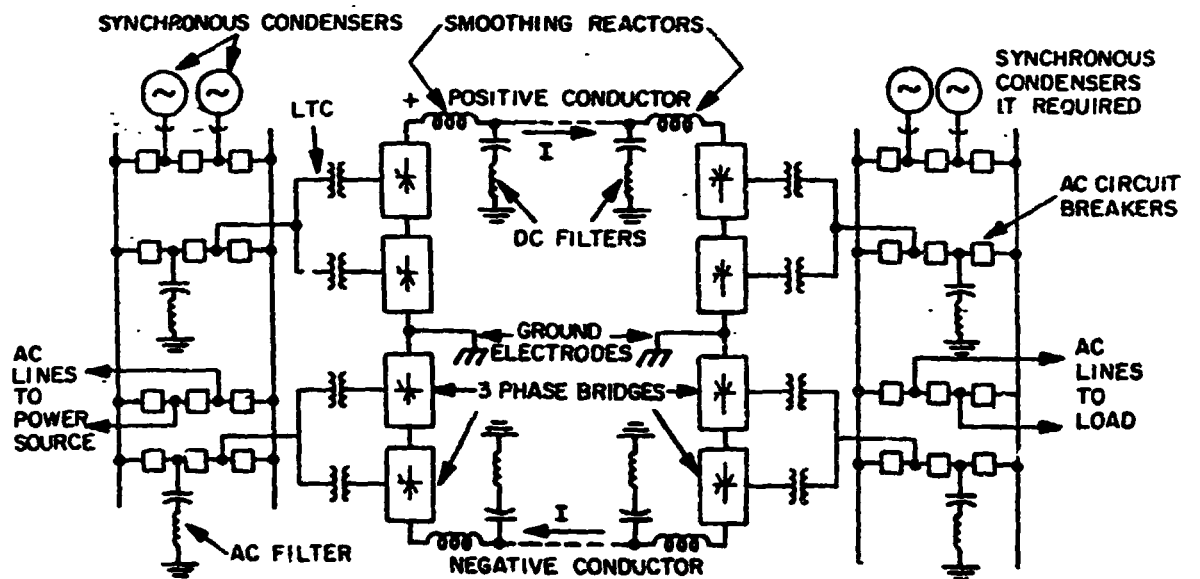 SYNCHRONOUS CONDENSERS
SMOOTHING REACTORS
SYNCHRONOUS
CONDENSERS
IT REQUIRED
LTC
+
POSITIVE CONDUCTOR
I
AC CIRCUIT
BREAKERS
DC FILTERS
GROUND
ELECTRODES
AC
LINES
TO
POWER
SOURCE
3 PHASE BRIDGES
AC
LINES
TO
LOAD
I
AC FILTER
NEGATIVE CONDUCTOR